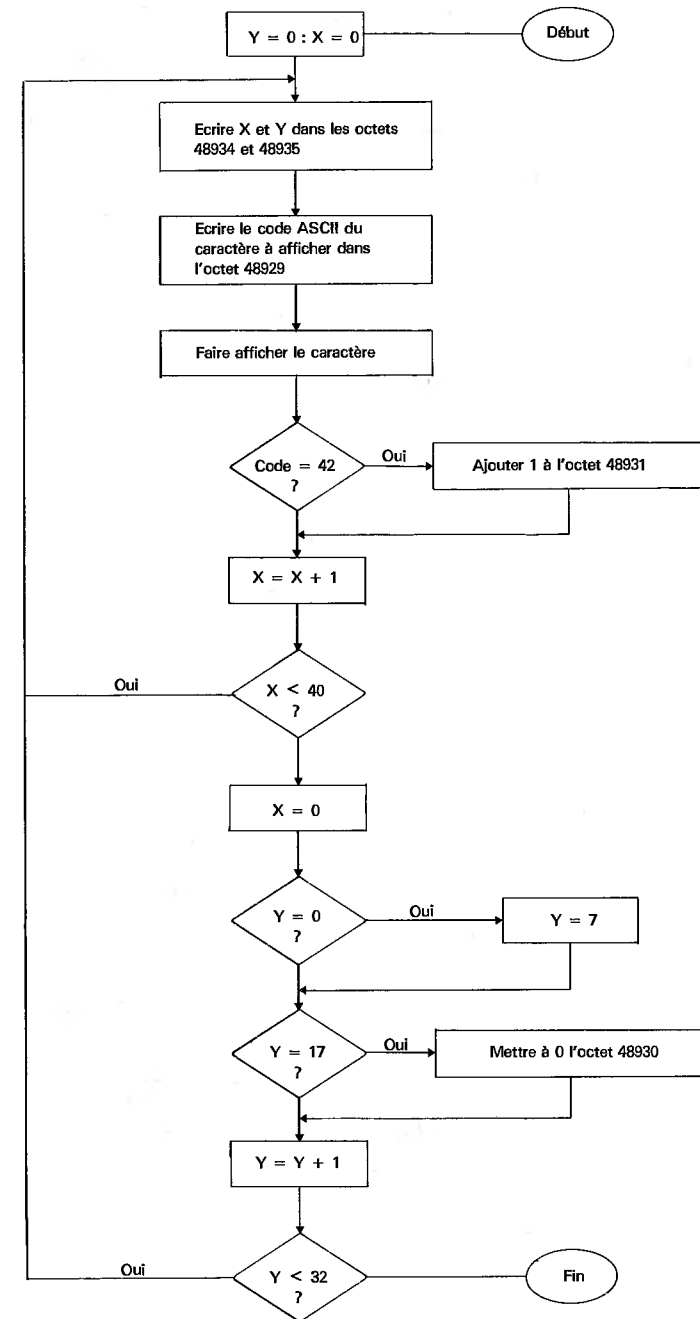 Y = 0 : X = 0
Début
Ecrire X et Y dans les octets
48934 et 48935
Ecrire le code ASCII du
caractère à afficher dans
l'octet 48929
Faire afficher le caractère
Code = 42
?
Oui
Ajouter 1 à l'octet 48931
X = X + 1
Oui
X < 40
?
X = 0
Y = 0
?
Oui
Y = 7
Y = 17
?
Oui
Mettre à 0 l'octet 48930
Y = Y + 1
Oui
Y < 32
?
Fin